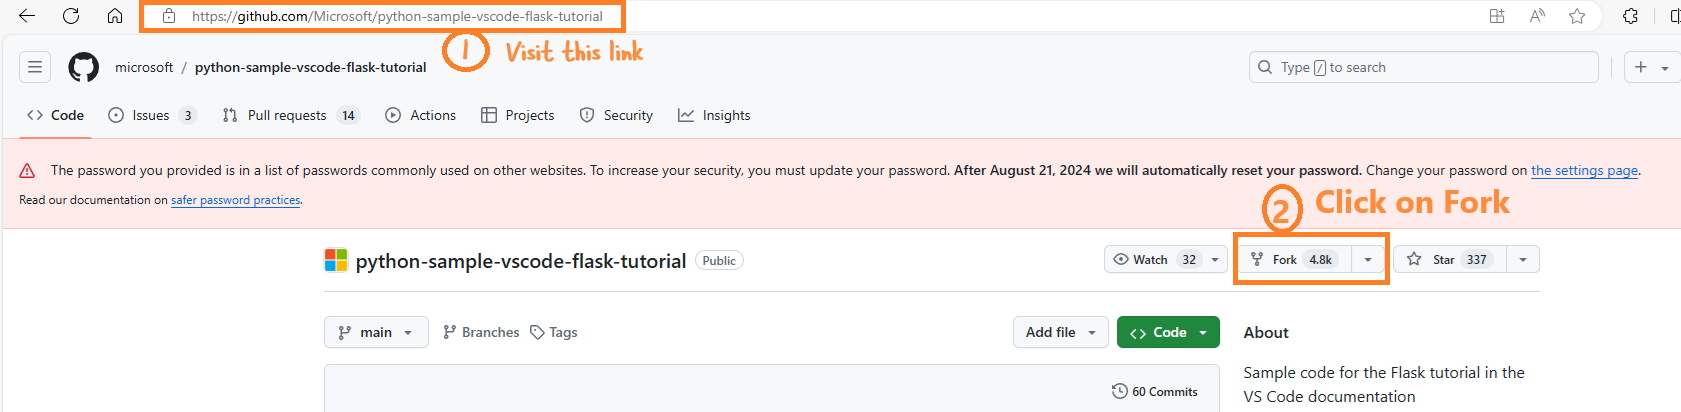 https://github.com/Microsoft/python-sample-vscode-flask-tutorial
1 Visit this link
microsoft / python-sample-vscode-flask-tutorial
Type / to search
Code Issues 3 Pull requests 14 Actions Projects Security Insights
The password you provided is in a list of passwords commonly used on other websites. To increase your security, you must update your password. After August 21, 2024 we will automatically reset your password. Change your password on the settings page.
Read our documentation on safer password practices.
2 Click on Fork
python-sample-vscode-flask-tutorial Public
Watch 32 Fork 4.8k Star 337
main Branches Tags Add file Code
About
Sample code for the Flask tutorial in the
VS Code documentation
60 Commits